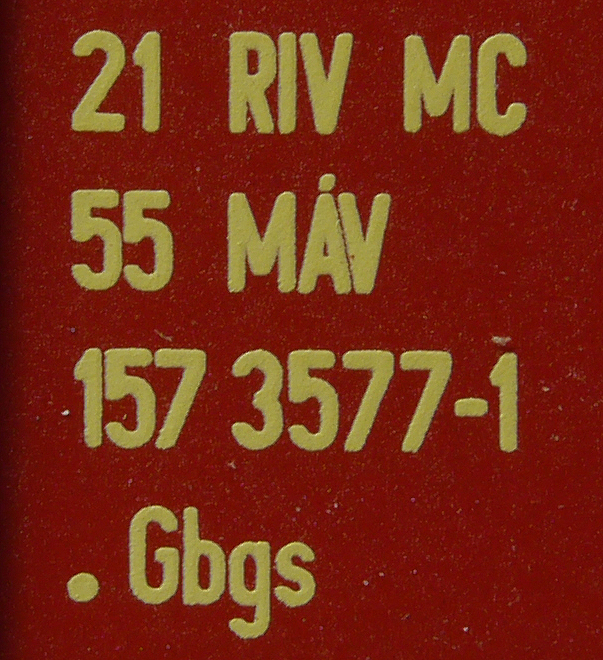 21 RIV MC
55 MÁV
157 3577-1
. Gbgs